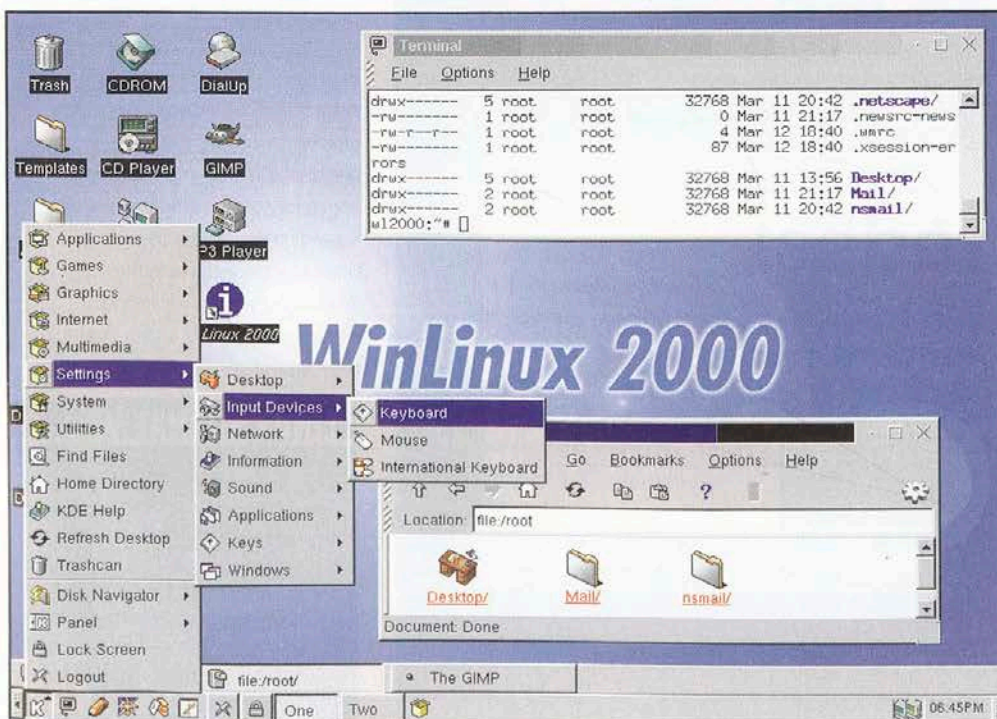 Trash
CDROM
DialUp
Templates
CD Player
GIMP
P3 Player
Linux 2000
Terminal
File Options Help
drwx------ 5 root root 32768 Mar 11 20:42 .netscape/
-rw------- 1 root root 0 Mar 11 21:17 .newsrc-news
-rw-r--r-- 1 root root 4 Mar 12 18:40 .wmrc
-rw------- 1 root root 87 Mar 12 18:40 .xsession-er
rors
drwx------ 5 root root 32768 Mar 11 13:56 Desktop/
drwx------ 2 root root 32768 Mar 11 21:17 Mail/
drwx------ 2 root root 32768 Mar 11 20:42 nsmail/
wl2000:~#
WinLinux 2000
Applications
Games
Graphics
Internet
Multimedia
Settings
System
Utilities
Find Files
Home Directory
KDE Help
Refresh Desktop
Trashcan
Disk Navigator
Panel
Lock Screen
Logout
Desktop
Input Devices
Network
Information
Sound
Applications
Keys
Windows
Keyboard
Mouse
International Keyboard
Go Bookmarks Options Help
Location: file:/root
Desktop/
Mail/
nsmail/
Document: Done
file:/root/
The GIMP
One
Two
06:45PM